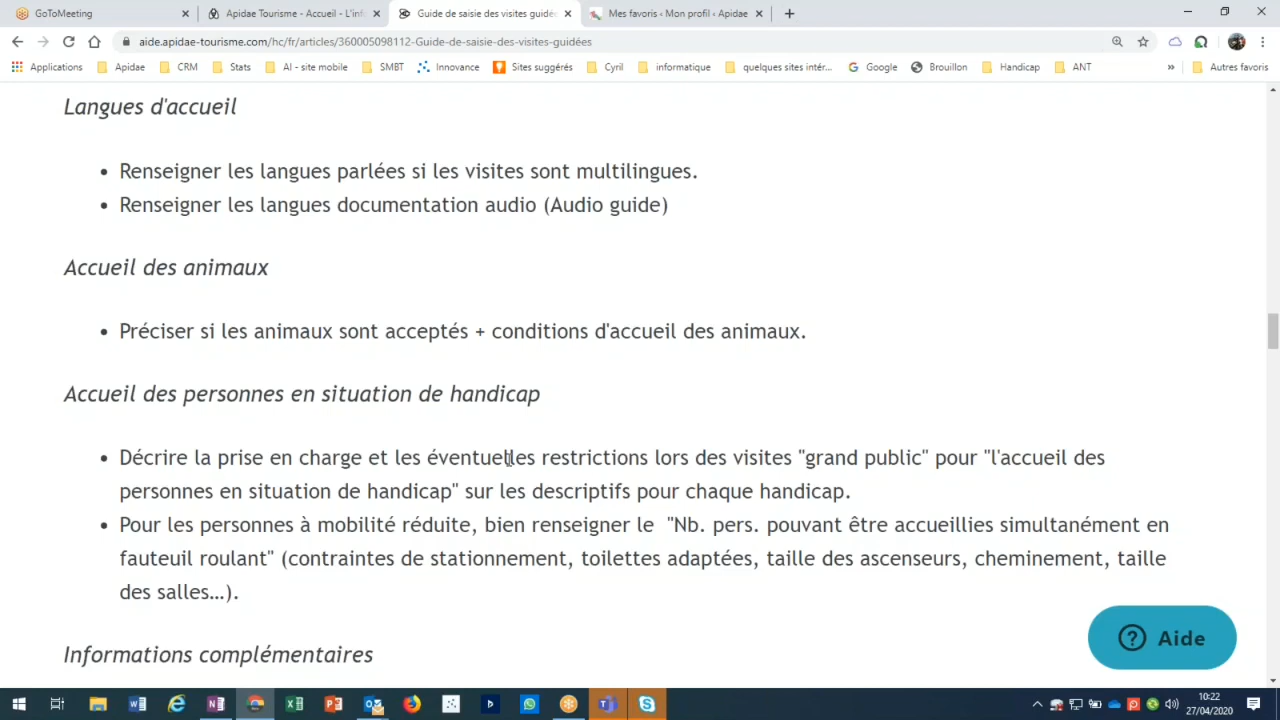 GoToMeeting
Apidae Tourisme - Accueil - L'inf
Guide de saisie des visites guidé
Mes favoris ‹ Mon profil ‹ Apidae
aide.apidae-tourisme.com/hc/fr/articles/360005098112-Guide-de-saisie-des-visites-guidées
Applications Apidae CRM Stats AI - site mobile SMBT Innovance Sites suggérés Cyril informatique quelques sites intér... Google Brouillon Handicap ANT » Autres favoris
Langues d'accueil
• Renseigner les langues parlées si les visites sont multilingues.
• Renseigner les langues documentation audio (Audio guide)
Accueil des animaux
• Préciser si les animaux sont acceptés + conditions d'accueil des animaux.
Accueil des personnes en situation de handicap
• Décrire la prise en charge et les éventuelles restrictions lors des visites "grand public" pour "l'accueil des
personnes en situation de handicap" sur les descriptifs pour chaque handicap.
• Pour les personnes à mobilité réduite, bien renseigner le "Nb. pers. pouvant être accueillies simultanément en
fauteuil roulant" (contraintes de stationnement, toilettes adaptées, taille des ascenseurs, cheminement, taille
des salles…).
Aide
Informations complémentaires
10:22
27/04/2020